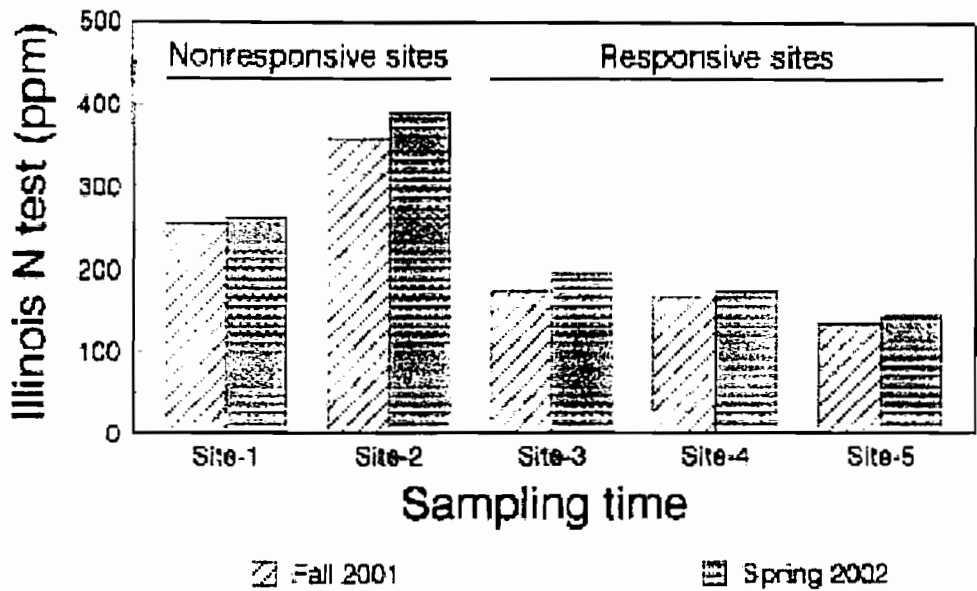 Illinois N test (ppm)
500
400
300
200
100
0
Nonresponsive sites
Responsive sites
Site-1 Site-2 Site-3 Site-4 Site-5
Sampling time
Fall 2001 Spring 2002